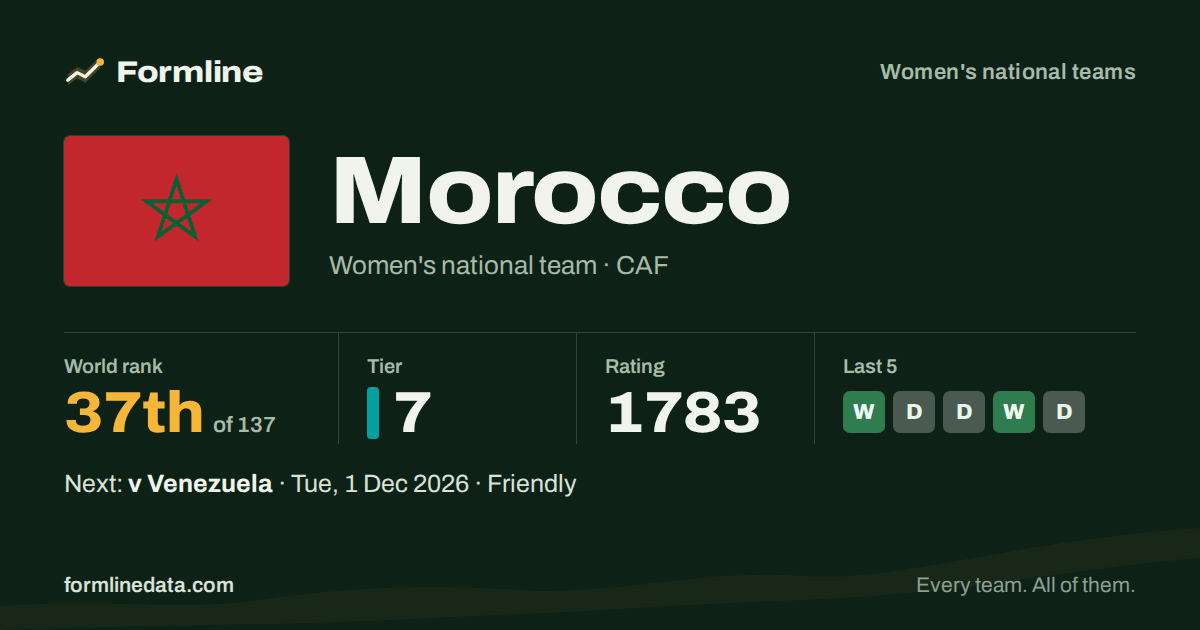 Formline
Women's national teams
Morocco
Women's national team · CAF
World rank
37th of 137
Tier
7
Rating
1783
Last 5
W D D W D
Next: v Venezuela · Tue, 1 Dec 2026 · Friendly
formlinedata.com
Every team. All of them.